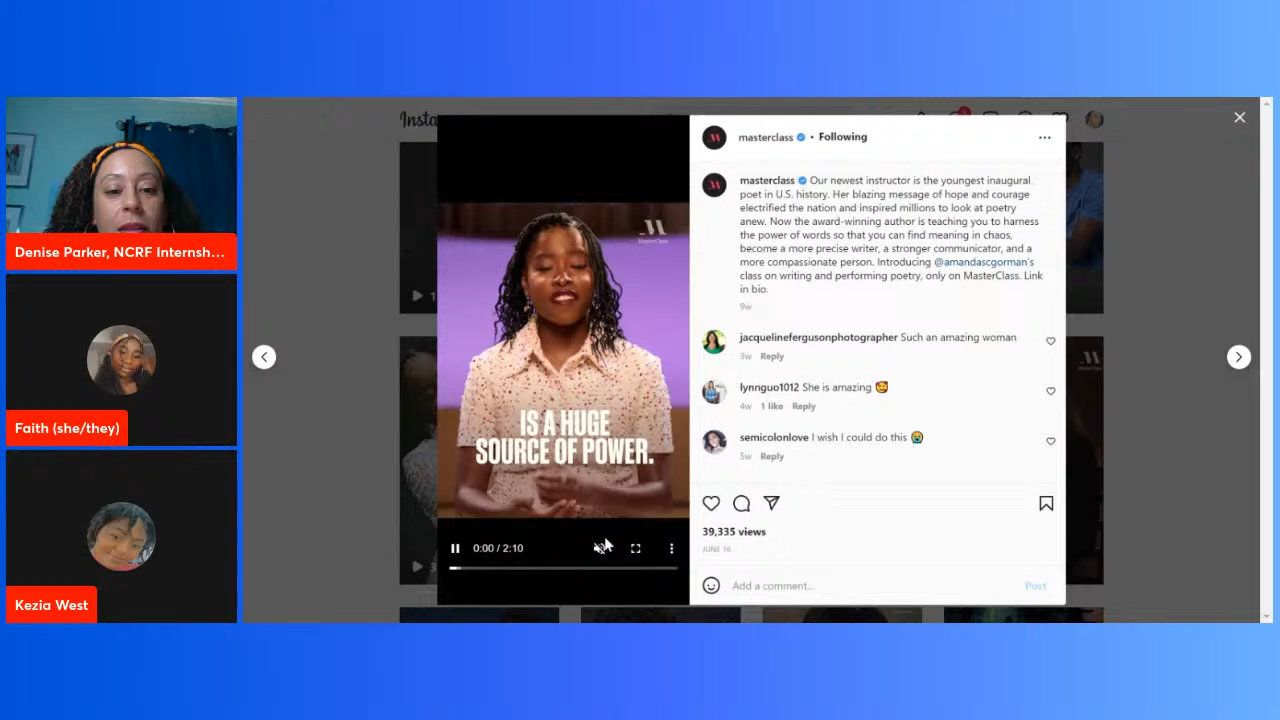 Denise Parker, NCRF Internsh...
Faith (she/they)
Kezia West
Insta
MasterClass
IS A HUGE
SOURCE OF POWER.
0:00 / 2:10
masterclass • Following
masterclass Our newest instructor is the youngest inaugural
poet in U.S. history. Her blazing message of hope and courage
electrified the nation and inspired millions to look at poetry
anew. Now the award-winning author is teaching you to harness
the power of words so that you can find meaning in chaos,
become a more precise writer, a stronger communicator, and a
more compassionate person. Introducing @amandascgorman's
class on writing and performing poetry, only on MasterClass. Link
in bio.
9w
jacquelinefergusonphotographer Such an amazing woman
3w Reply
lynnguo1012 She is amazing 🥰
4w 1 like Reply
semicolonlove I wish I could do this 😭
5w Reply
39,335 views
JUNE 16
Add a comment...
Post